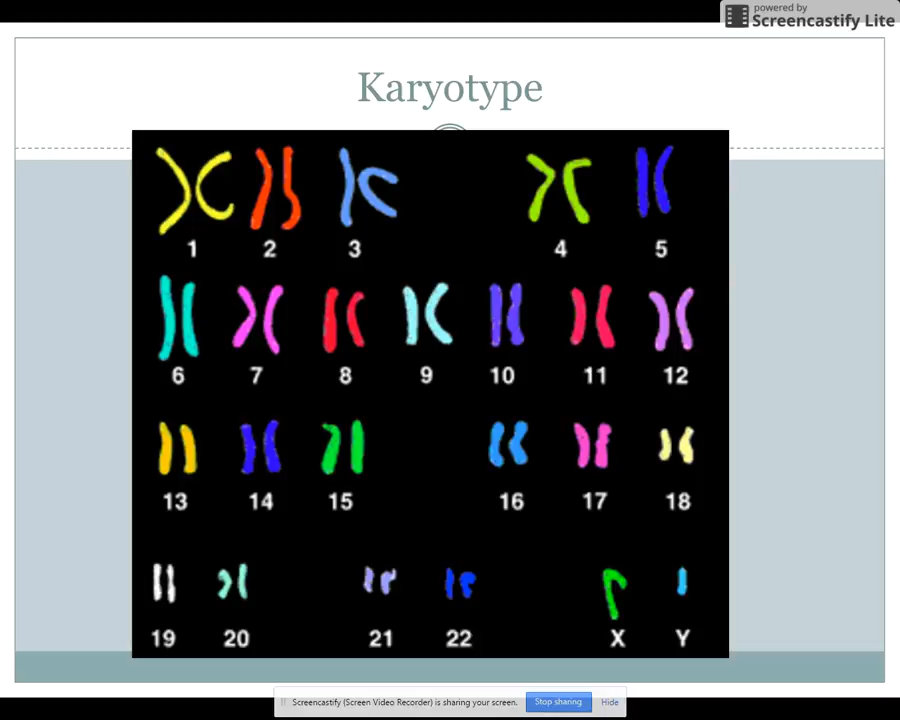 powered by
Screencastify Lite
Karyotype
1 2 3 4 5
6 7 8 9 10 11 12
13 14 15 16 17 18
19 20 21 22 X Y
Screencastify (Screen Video Recorder) is sharing your screen. Stop sharing Hide